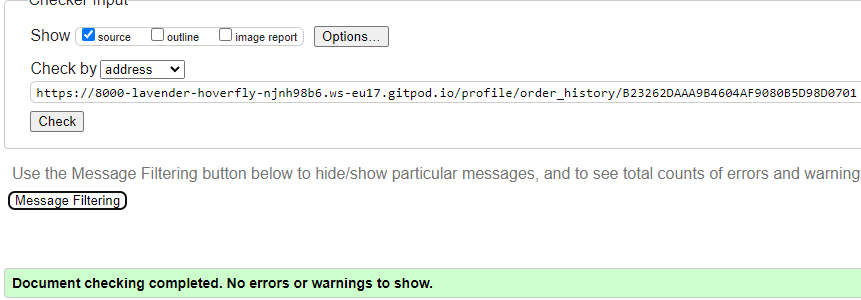 Checker Input
Show source outline image report Options...
Check by address
https://8000-lavender-hoverfly-njnh98b6.ws-eu17.gitpod.io/profile/order_history/B23262DAAA9B4604AF9080B5D98D0701
Check
Use the Message Filtering button below to hide/show particular messages, and to see total counts of errors and warning
Message Filtering
Document checking completed. No errors or warnings to show.